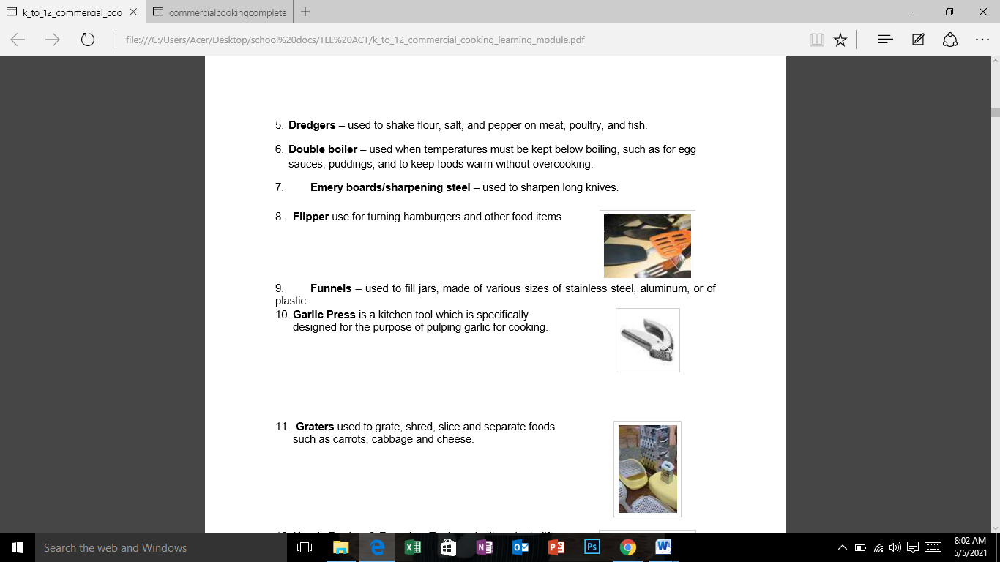 k_to_12_commercial_coo
commercialcookingcomplete
file:///C:/Users/Acer/Desktop/school%20docs/TLE%20ACT/k_to_12_commercial_cooking_learning_module.pdf
5. Dredgers – used to shake flour, salt, and pepper on meat, poultry, and fish.
6. Double boiler – used when temperatures must be kept below boiling, such as for egg
sauces, puddings, and to keep foods warm without overcooking.
7. Emery boards/sharpening steel – used to sharpen long knives.
8. Flipper use for turning hamburgers and other food items
9. Funnels – used to fill jars, made of various sizes of stainless steel, aluminum, or of
plastic
10. Garlic Press is a kitchen tool which is specifically
designed for the purpose of pulping garlic for cooking.
11. Graters used to grate, shred, slice and separate foods
such as carrots, cabbage and cheese.
Search the web and Windows
8:02 AM
5/5/2021